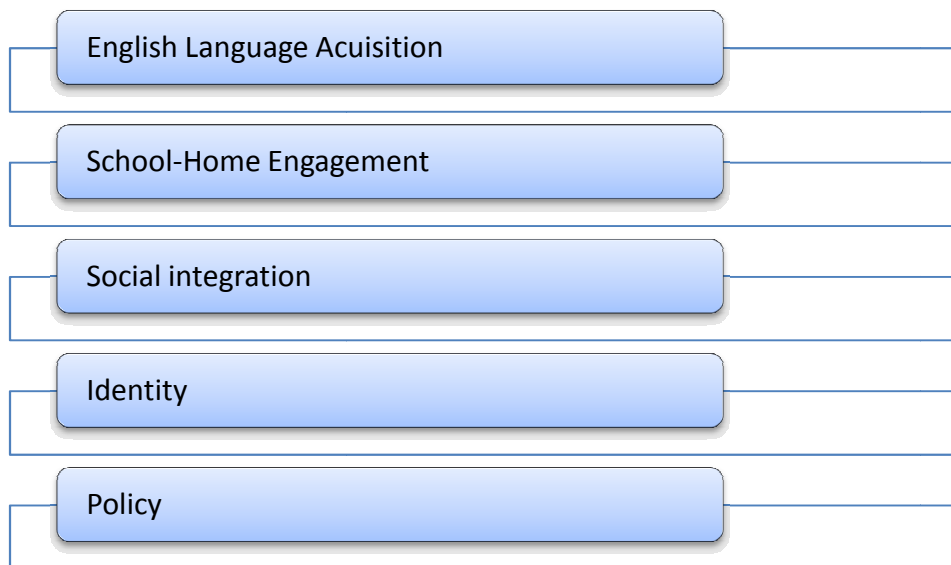 English Language Acuisition
School-Home Engagement
Social integration
Identity
Policy